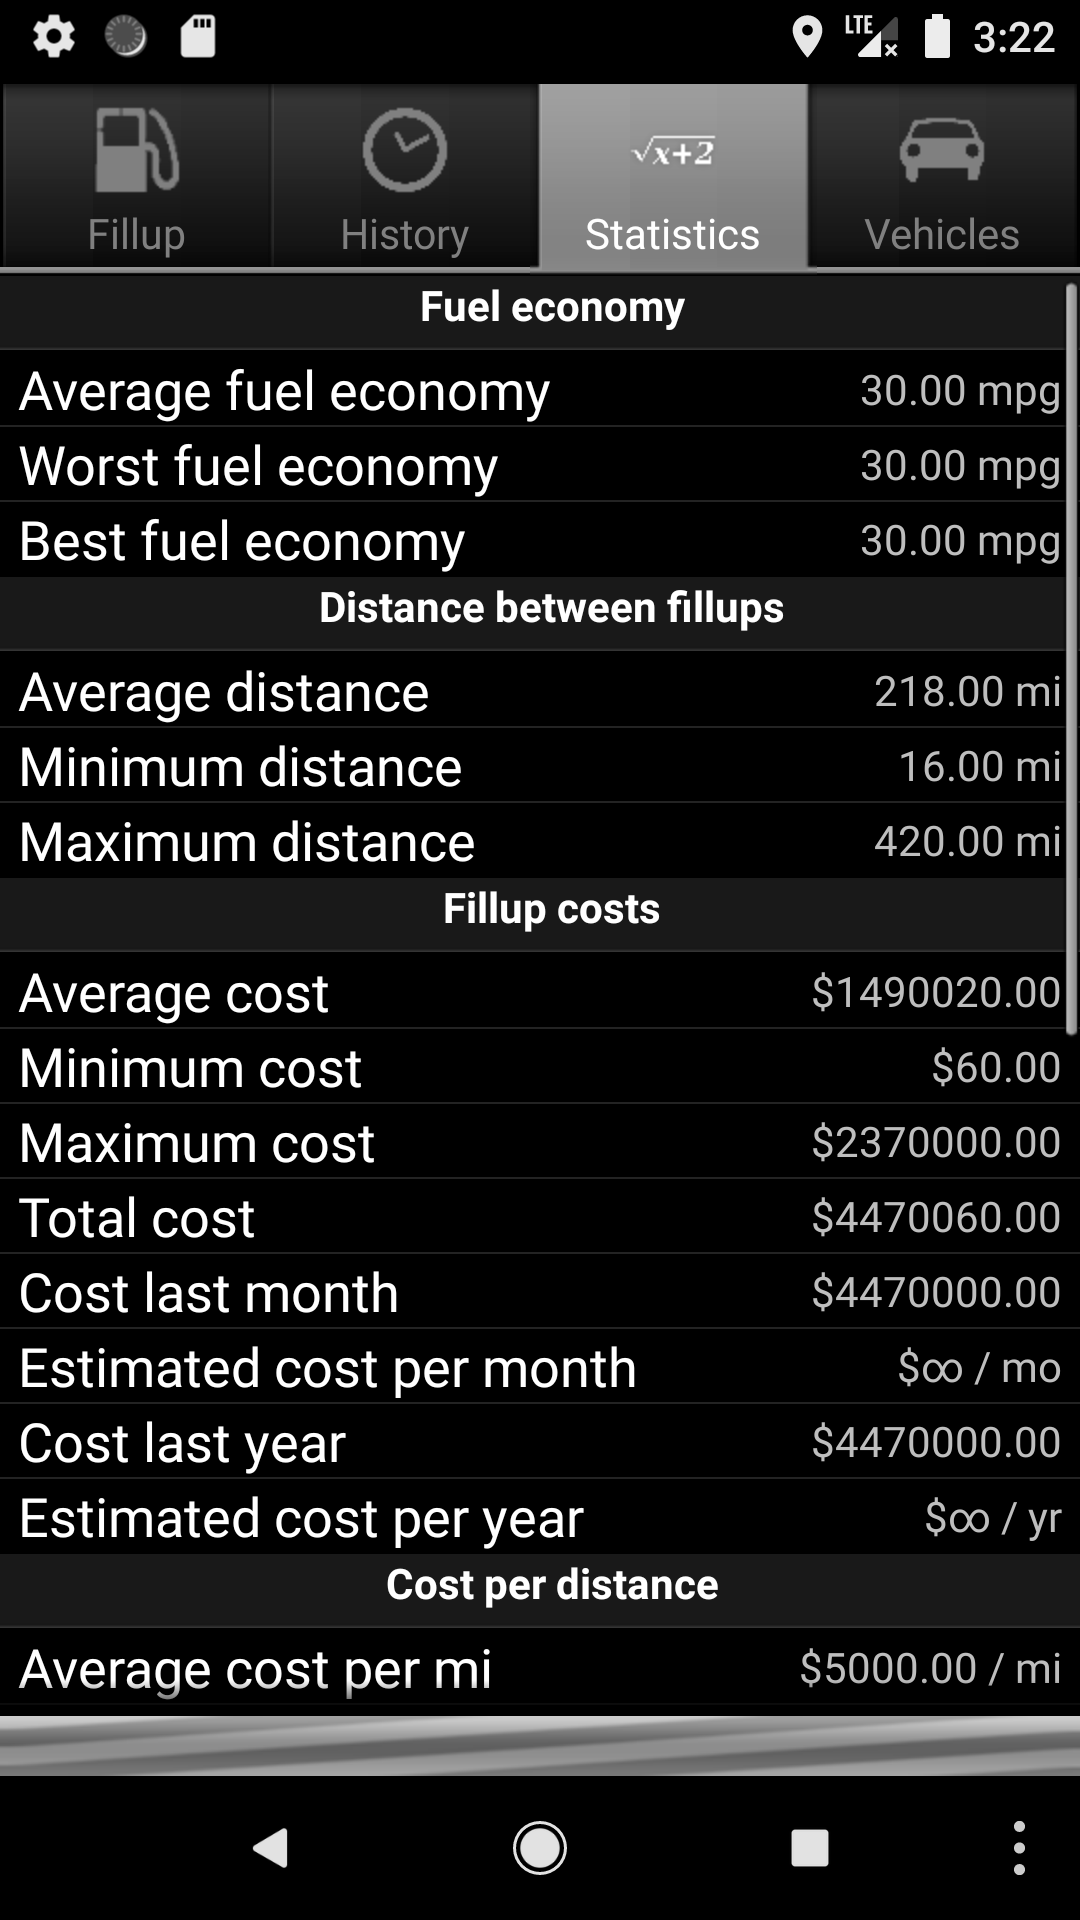 LTE 3:22
√x+2
Fillup History Statistics Vehicles
Fuel economy
Average fuel economy 30.00 mpg
Worst fuel economy 30.00 mpg
Best fuel economy 30.00 mpg
Distance between fillups
Average distance 218.00 mi
Minimum distance 16.00 mi
Maximum distance 420.00 mi
Fillup costs
Average cost $1490020.00
Minimum cost $60.00
Maximum cost $2370000.00
Total cost $4470060.00
Cost last month $4470000.00
Estimated cost per month $∞ / mo
Cost last year $4470000.00
Estimated cost per year $∞ / yr
Cost per distance
Average cost per mi $5000.00 / mi